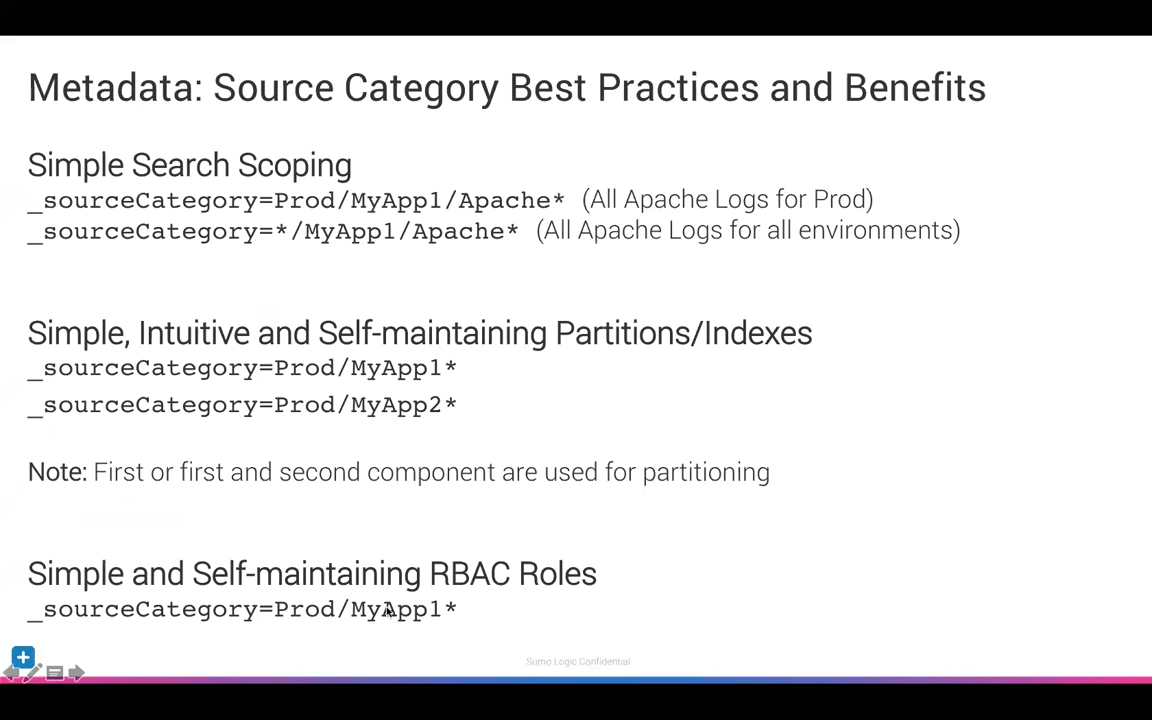 Metadata: Source Category Best Practices and Benefits
Simple Search Scoping
_sourceCategory=Prod/MyApp1/Apache* (All Apache Logs for Prod)
_sourceCategory=*/MyApp1/Apache* (All Apache Logs for all environments)
Simple, Intuitive and Self-maintaining Partitions/Indexes
_sourceCategory=Prod/MyApp1*
_sourceCategory=Prod/MyApp2*
Note: First or first and second component are used for partitioning
Simple and Self-maintaining RBAC Roles
_sourceCategory=Prod/MyApp1*
Sumo Logic Confidential